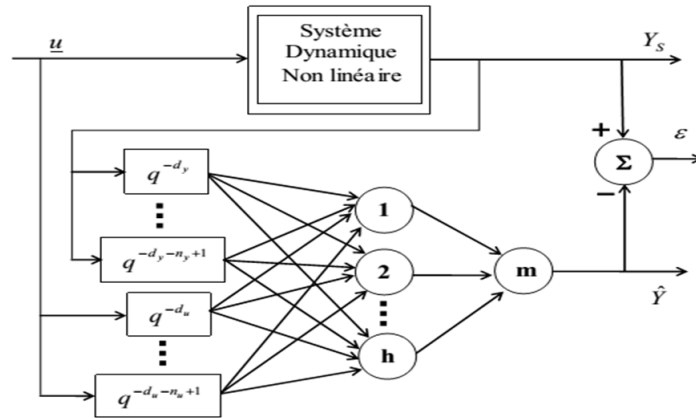 u
Système
Dynamique
Non linéaire
Y_S
+
Σ
ε
−
q^{-d_y}
q^{-d_y-n_y+1}
q^{-d_u}
q^{-d_u-n_u+1}
1
2
h
m
Ŷ